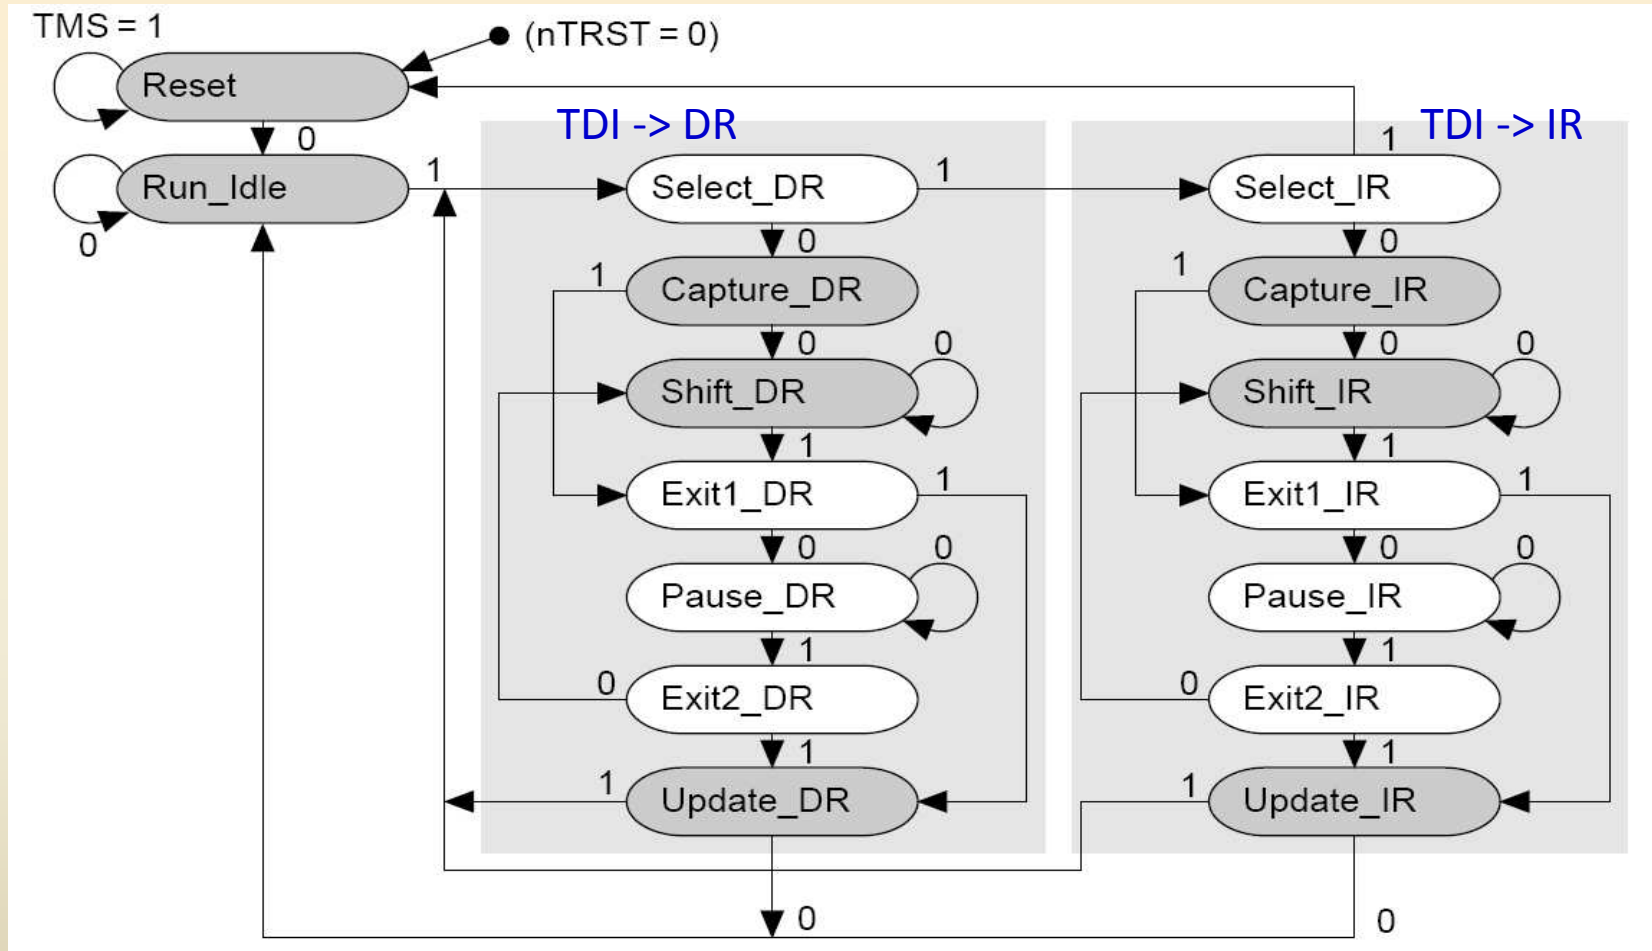 TMS = 1
(nTRST = 0)
Reset
TDI -> DR
TDI -> IR
0
1
Run_Idle
1
Select_DR
1
Select_IR
0
0
0
1
Capture_DR
1
Capture_IR
0
0
0
0
Shift_DR
Shift_IR
1
1
Exit1_DR
1
Exit1_IR
1
0
0
0
0
Pause_DR
Pause_IR
1
1
0
Exit2_DR
0
Exit2_IR
1
1
1
Update_DR
1
Update_IR
0
0